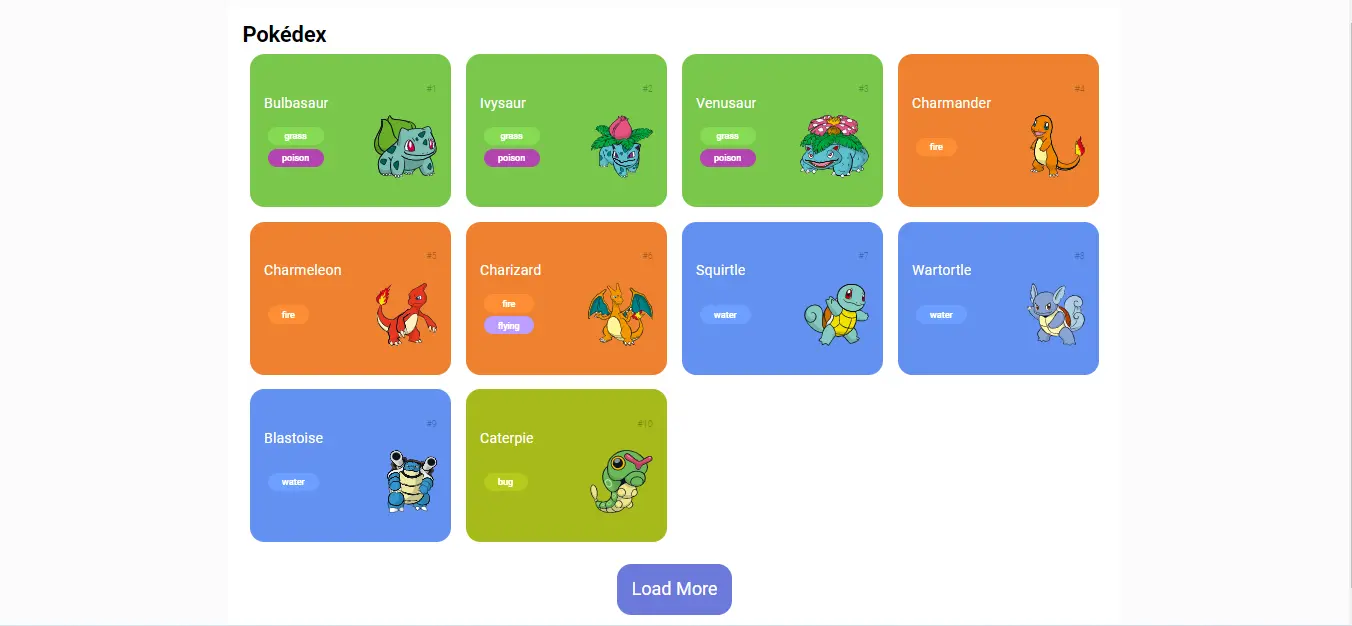 Pokédex
#1
Bulbasaur
grass
poison
#2
Ivysaur
grass
poison
#3
Venusaur
grass
poison
#4
Charmander
fire
#5
Charmeleon
fire
#6
Charizard
fire
flying
#7
Squirtle
water
#8
Wartortle
water
#9
Blastoise
water
#10
Caterpie
bug
Load More